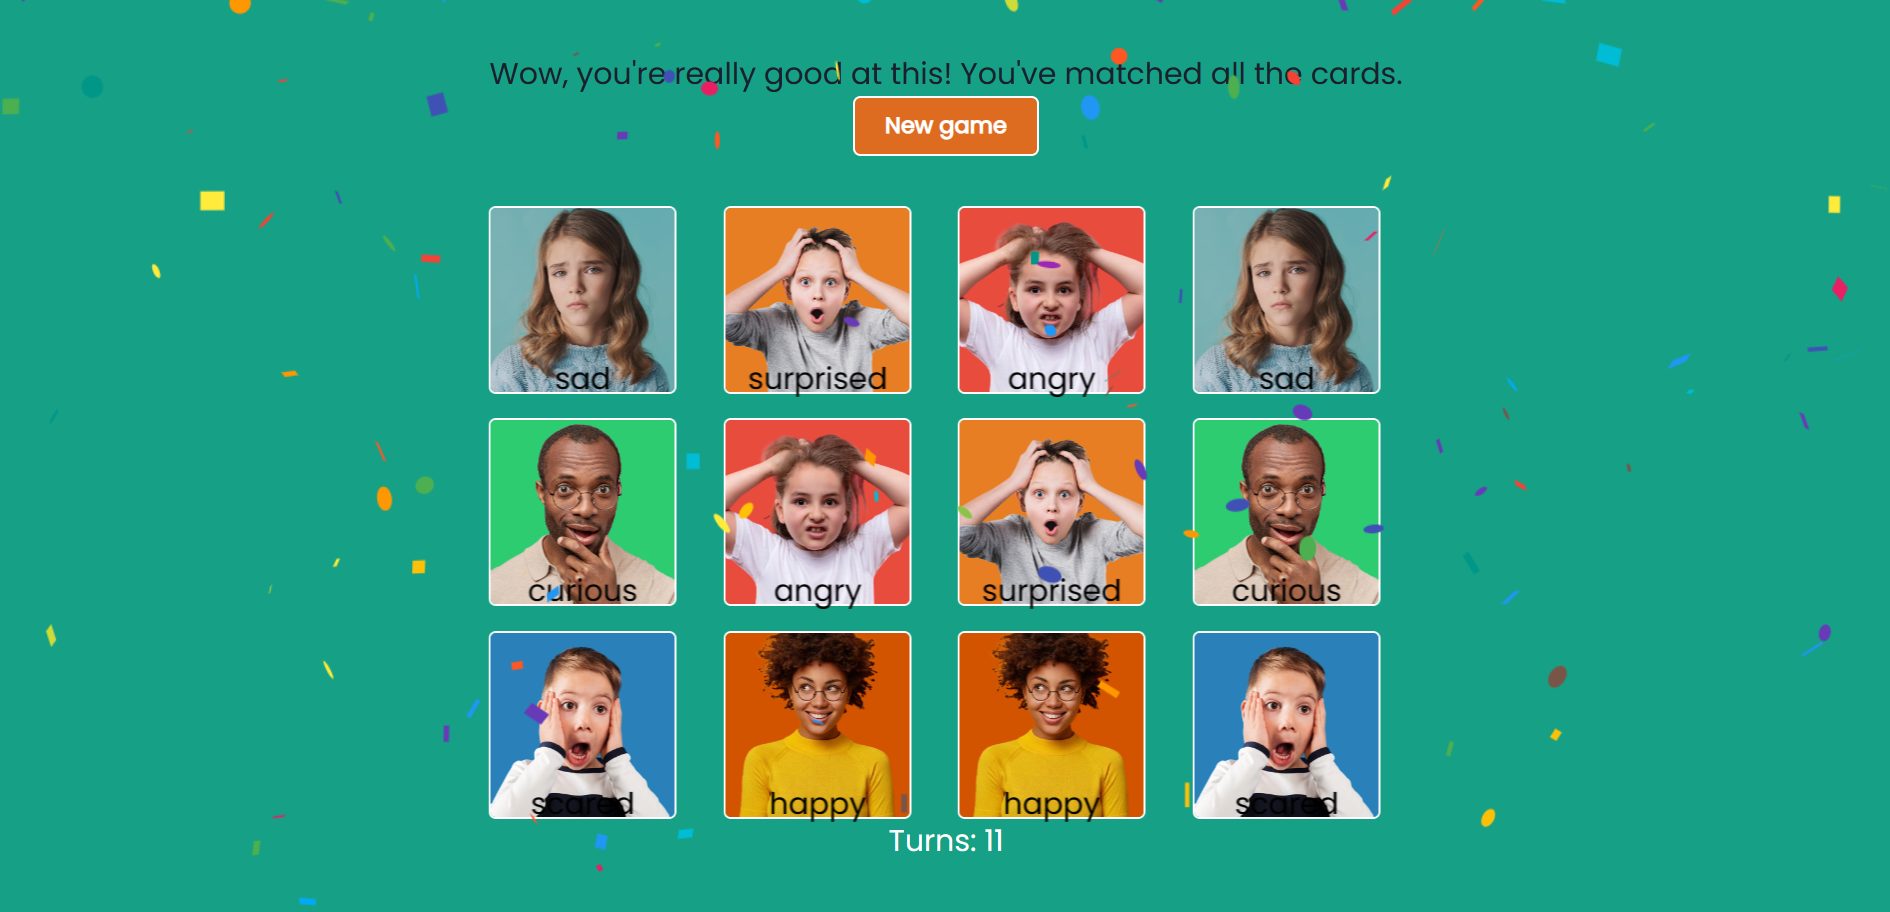 Wow, you're really good at this! You've matched all the cards.
New game
sad surprised angry sad
curious angry surprised curious
scared happy happy scared
Turns: 11